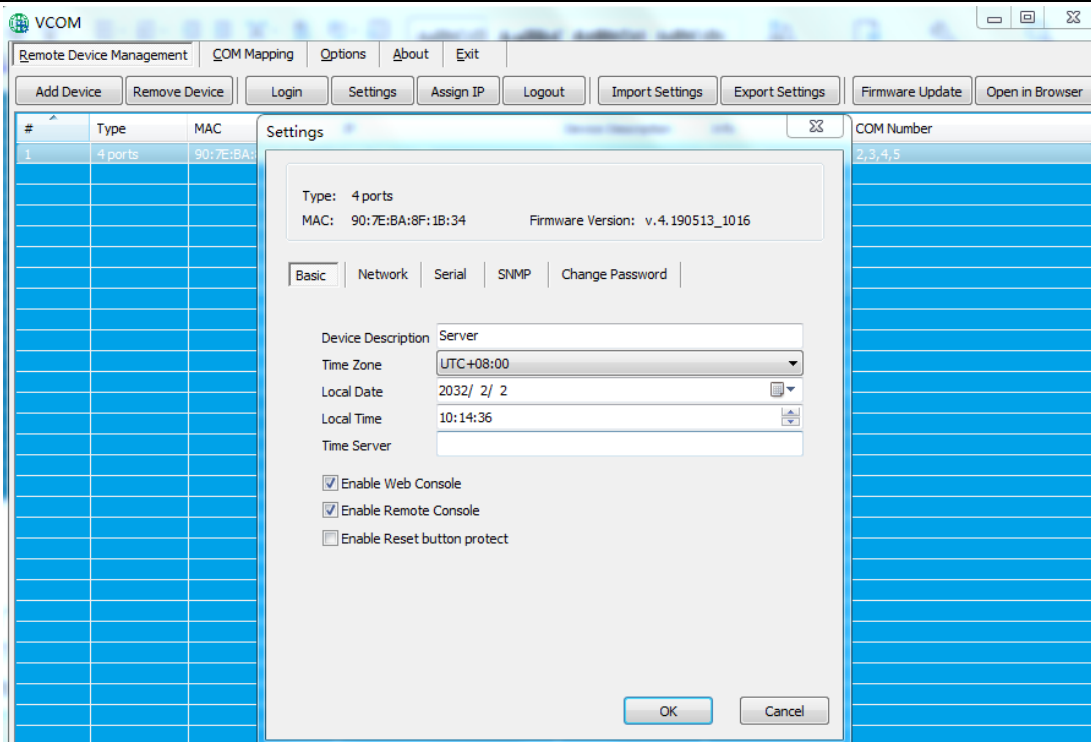 VCOM
Remote Device Management COM Mapping Options About Exit
Add Device Remove Device Login Settings Assign IP Logout Import Settings Export Settings Firmware Update Open in Browser
# Type MAC COM Number
1 4 ports 90:7E:BA: 2,3,4,5
Settings
Type: 4 ports
MAC: 90:7E:BA:8F:1B:34 Firmware Version: v.4.190513_1016
Basic Network Serial SNMP Change Password
Device Description Server
Time Zone UTC+08:00
Local Date 2032/ 2/ 2
Local Time 10:14:36
Time Server
Enable Web Console
Enable Remote Console
Enable Reset button protect
OK Cancel